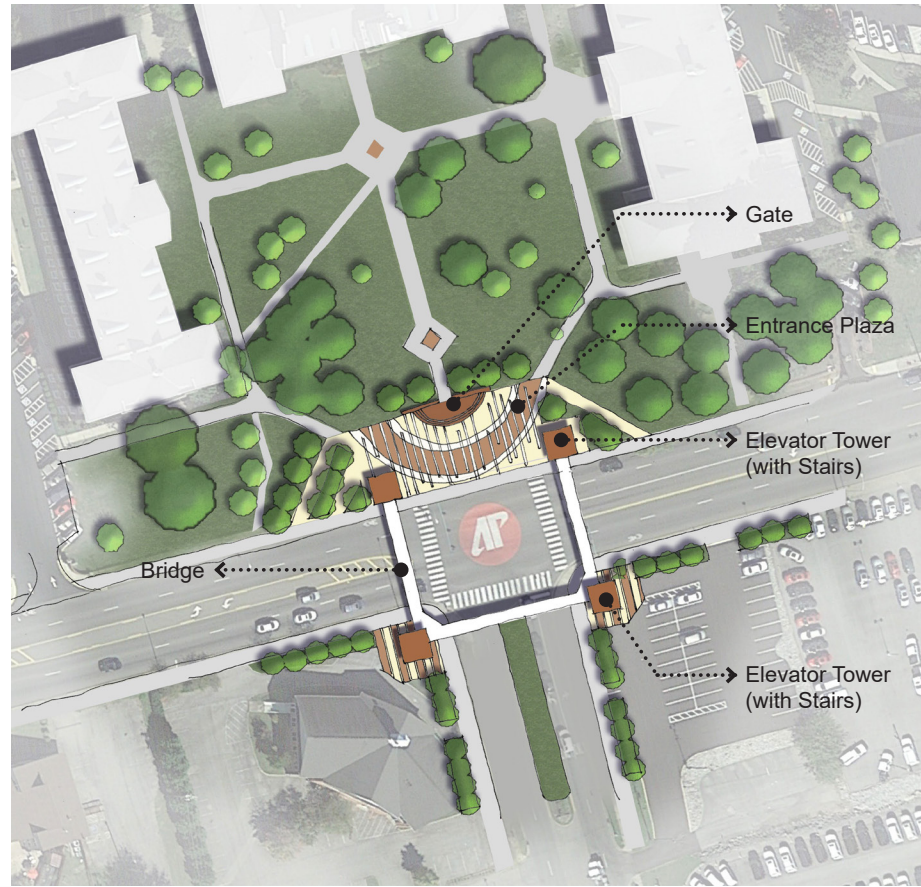 Gate
Entrance Plaza
Elevator Tower
(with Stairs)
AP
Bridge
Elevator Tower
(with Stairs)